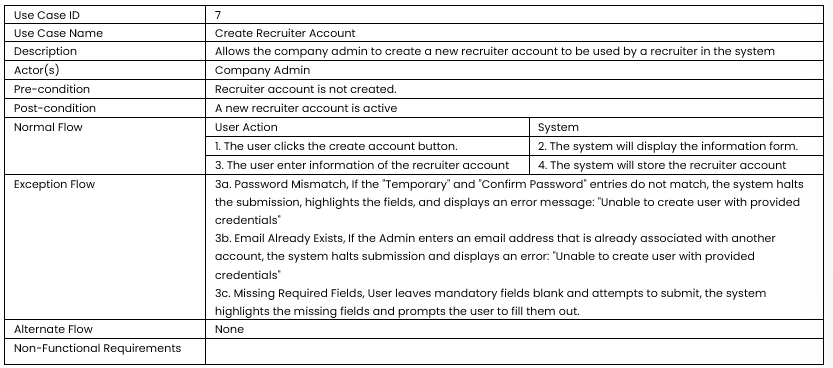 Use Case ID 7
Use Case Name Create Recruiter Account
Description Allows the company admin to create a new recruiter account to be used by a recruiter in the system
Actor(s) Company Admin
Pre-condition Recruiter account is not created.
Post-condition A new recruiter account is active
Normal Flow User Action System
1. The user clicks the create account button. 2. The system will display the information form.
3. The user enter information of the recruiter account 4. The system will store the recruiter account
Exception Flow 3a. Password Mismatch, If the "Temporary" and "Confirm Password" entries do not match, the system halts
the submission, highlights the fields, and displays an error message: "Unable to create user with provided
credentials"
3b. Email Already Exists, If the Admin enters an email address that is already associated with another
account, the system halts submission and displays an error: "Unable to create user with provided
credentials"
3c. Missing Required Fields, User leaves mandatory fields blank and attempts to submit, the system
highlights the missing fields and prompts the user to fill them out.
Alternate Flow None
Non-Functional Requirements